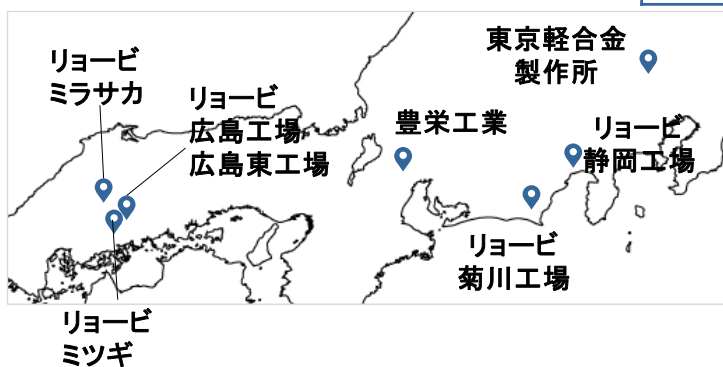 リョービ
ミラサカ
リョービ
広島工場
広島東工場
豊栄工業
東京軽合金
製作所
リョービ
静岡工場
リョービ
菊川工場
リョービ
ミツギ